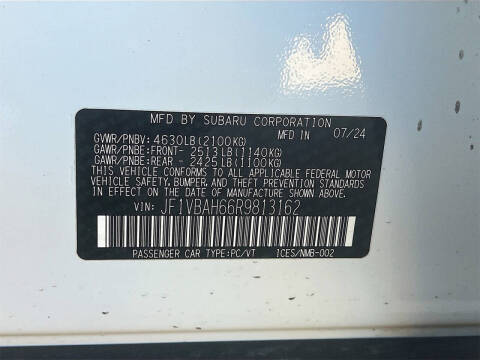 MFD BY SUBARU CORPORATION
GVWR/PNBV: 4630LB(2100KG) MFD IN 07/24
GAWR/PNBE:FRONT- 2513LB(1140KG)
GAWR/PNBE:REAR - 2425LB(1100KG)
THIS VEHICLE CONFORMS TO ALL APPLICABLE FEDERAL MOTOR
VEHICLE SAFETY, BUMPER, AND THEFT PREVENTION STANDARDS
IN EFFECT ON THE DATE OF MANUFACTURE SHOWN ABOVE.
VIN: JF1VBAH66R9813162
PASSENGER CAR TYPE:PC/VT ICES/NMB-002